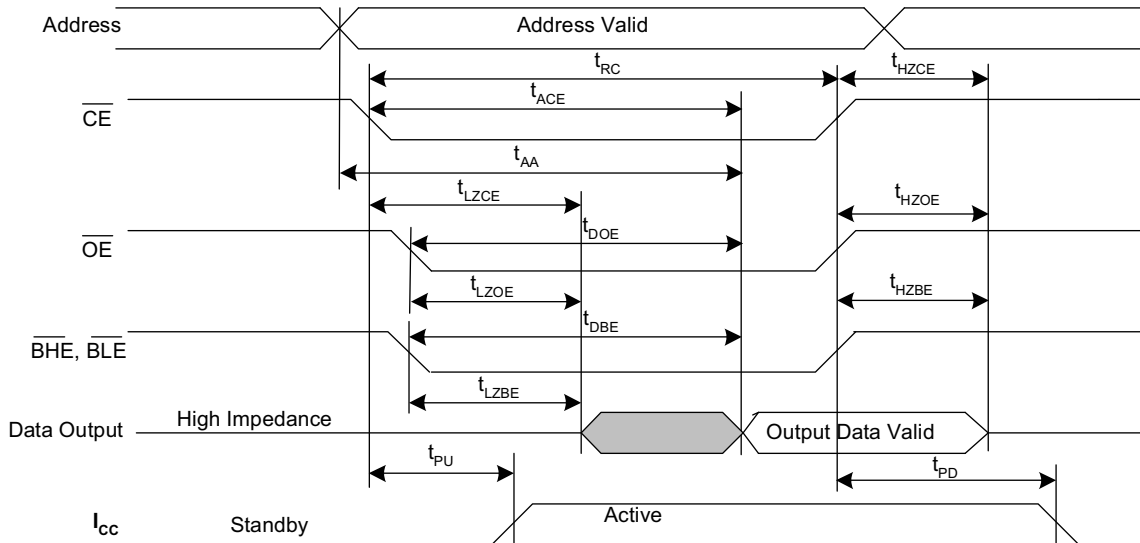 Address Address Valid
tRC tHZCE
tACE
CE
tAA
tLZCE tHZOE
OE tDOE
tLZOE tHZBE
tDBE
BHE, BLE
tLZBE
Data Output High Impedance Output Data Valid
tPU tPD
ICC Standby Active